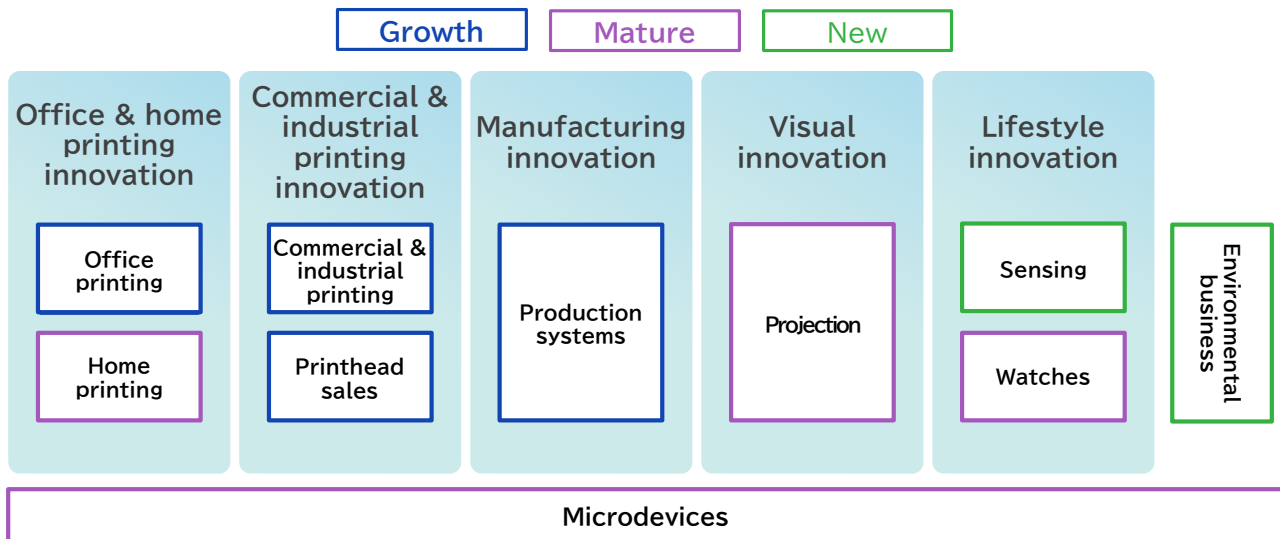 Growth
Mature
New
Office & home
printing
innovation
Office
printing
Home
printing
Commercial &
industrial
printing
innovation
Commercial &
industrial
printing
Printhead
sales
Manufacturing
innovation
Production
systems
Visual
innovation
Projection
Lifestyle
innovation
Sensing
Watches
Environmental
business
Microdevices